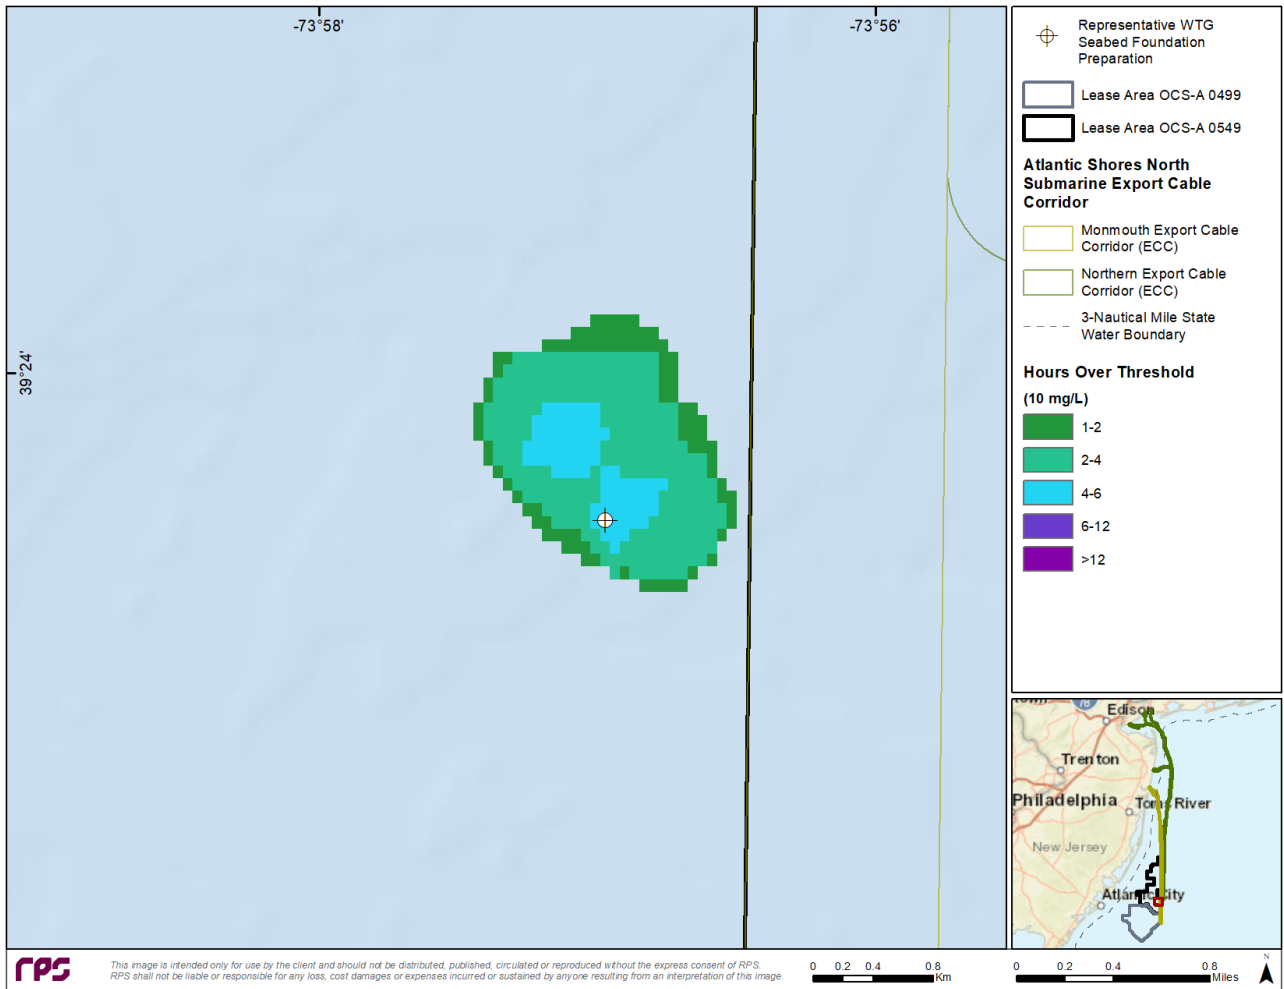 -73°58'
-73°56'
39°24'
Representative WTG
Seabed Foundation
Preparation
Lease Area OCS-A 0499
Lease Area OCS-A 0549
Atlantic Shores North
Submarine Export Cable
Corridor
Monmouth Export Cable
Corridor (ECC)
Northern Export Cable
Corridor (ECC)
3-Nautical Mile State
Water Boundary
Hours Over Threshold
(10 mg/L)
1-2
2-4
4-6
6-12
>12
78
Edison
Trenton
Philadelphia
Toms River
New Jersey
Atlantic City
rps
This image is intended only for use by the client and should not be distributed, published, circulated or reproduced without the express consent of RPS.
RPS shall not be liable or responsible for any loss, cost damages or expenses incurred or sustained by anyone resulting from an interpretation of this image.
0 0.2 0.4 0.8
Km
0 0.2 0.4 0.8
Miles
N